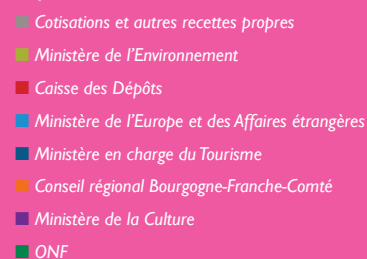 Cotisations et autres recettes propres
Ministère de l'Environnement
Caisse des Dépôts
Ministère de l'Europe et des Affaires étrangères
Ministère en charge du Tourisme
Conseil régional Bourgogne-Franche-Comté
Ministère de la Culture
ONF